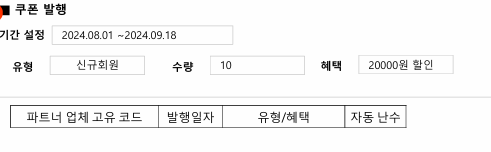 ■ 쿠폰 발행
기간 설정 2024.08.01 ~2024.09.18
유형 신규회원 수량 10 혜택 20000원 할인
파트너 업체 고유 코드 발행일자 유형/혜택 자동 난수